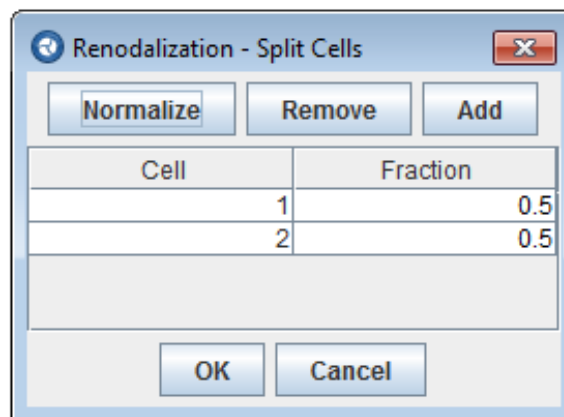 Renodalization - Split Cells
Normalize Remove Add
Cell Fraction
1 0.5
2 0.5
OK Cancel